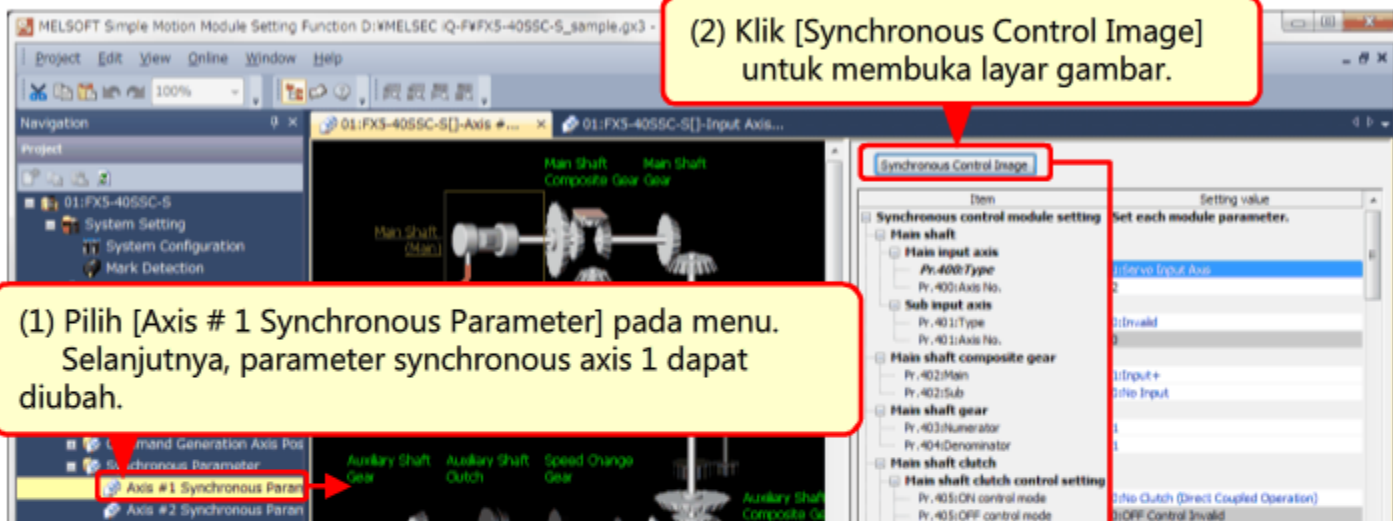 MELSOFT Simple Motion Module Setting Function D:¥MELSEC iQ-F¥FX5-40SSC-S_sample.gx3 -
(2) Klik [Synchronous Control Image]
untuk membuka layar gambar.
Project Edit View Online Window Help
100%
Navigation
01:FX5-40SSC-S[]-Axis #...
01:FX5-40SSC-S[]-Input Axis...
Project
01:FX5-40SSC-S
System Setting
System Configuration
Mark Detection
Main Shaft
Composite Gear
Main Shaft
Gear
Main Shaft
(Main)
Synchronous Control Image
Item Setting value
Synchronous control module setting Set each module parameter.
Main shaft
Main input axis
Pr.400:Type 1:Servo Input Axis
Pr.400:Axis No. 2
Sub input axis
Pr.401:Type 0:Invalid
Pr.401:Axis No. 0
Main shaft composite gear
Pr.402:Main 1:Input+
Pr.402:Sub 0:No Input
Main shaft gear
Pr.403:Numerator 1
Pr.404:Denominator 1
Main shaft clutch
Main shaft clutch control setting
Pr.405:ON control mode 0:No Clutch (Direct Coupled Operation)
Pr.405:OFF control mode 0:OFF Control Invalid
(1) Pilih [Axis # 1 Synchronous Parameter] pada menu.
Selanjutnya, parameter synchronous axis 1 dapat
diubah.
Generation Axis Pos
Synchronous Parameter
Axis #1 Synchronous Param
Axis #2 Synchronous Param
Auxiliary Shaft
Gear
Auxiliary Shaft
Clutch
Speed Change
Gear
Auxiliary Shaft
Composite